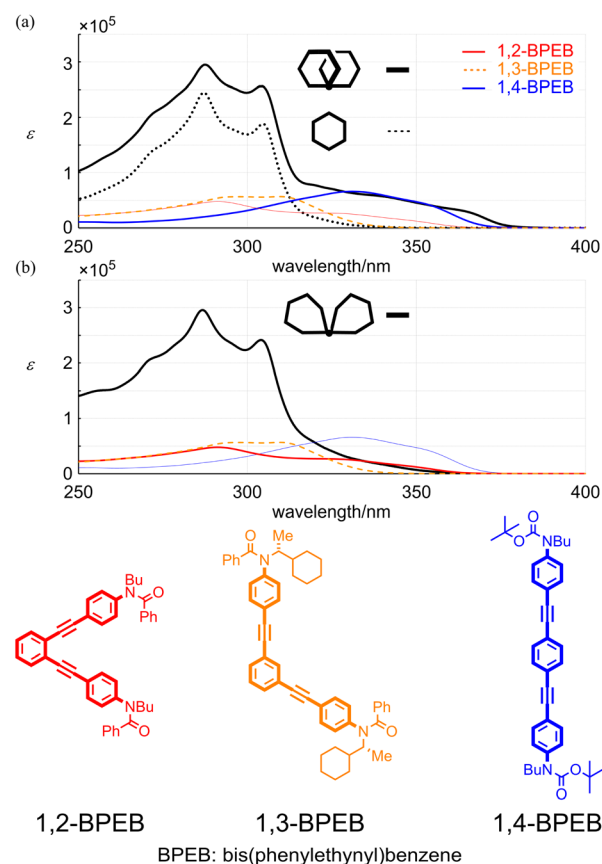 (a)
×10⁵
3
2
1
0
ε
1,2-BPEB
1,3-BPEB
1,4-BPEB
250
300
350
400
wavelength/nm
(b)
×10⁵
3
2
1
0
ε
250
300
350
400
wavelength/nm
Bu
N
O
Ph
NBu
Ph
O
O
Me
Ph
N
Ph
N
O
Me
O
O
NBu
BuN
O
O
1,2-BPEB
1,3-BPEB
1,4-BPEB
BPEB: bis(phenylethynyl)benzene